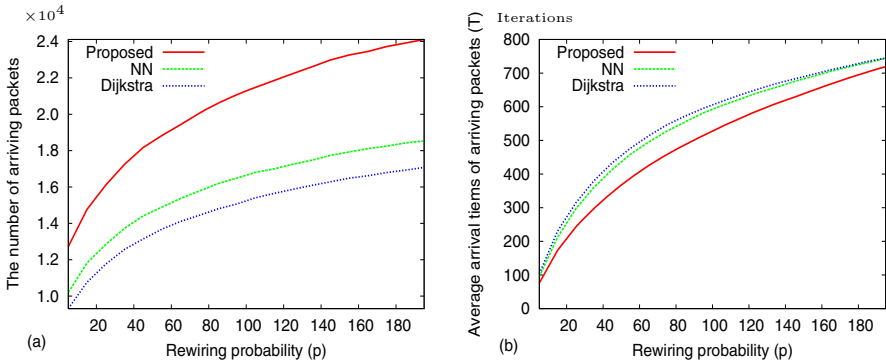 ×10⁴
The number of arriving packets
2.4
2.2
2.0
1.8
1.6
1.4
1.2
1.0
Proposed
NN
Dijkstra
20 40 60 80 100 120 140 160 180
(a)
Rewiring probability (p)
Iterations
Average arrival tiems of arriving packets (T)
800
700
600
500
400
300
200
100
0
Proposed
NN
Dijkstra
20 40 60 80 100 120 140 160 180
(b)
Rewiring probability (p)